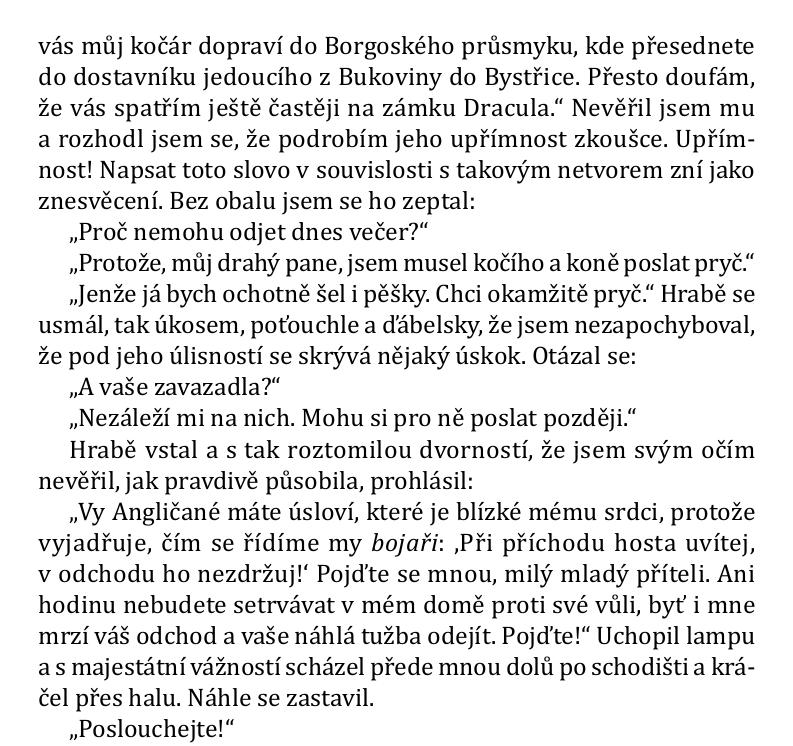 vás můj kočár dopraví do Borgoského průsmyku, kde přesednete
do dostavníku jedoucího z Bukoviny do Bystřice. Přesto doufám,
že vás spatřím ještě častěji na zámku Dracula.“ Nevěřil jsem mu
a rozhodl jsem se, že podrobím jeho upřímnost zkoušce. Upřím-
nost! Napsat toto slovo v souvislosti s takovým netvorem zní jako
znesvěcení. Bez obalu jsem se ho zeptal:
„Proč nemohu odjet dnes večer?“
„Protože, můj drahý pane, jsem musel kočího a koně poslat pryč.“
„Jenže já bych ochotně šel i pěšky. Chci okamžitě pryč.“ Hrabě se
usmál, tak úkosem, poťouchle a ďábelsky, že jsem nezapochyboval,
že pod jeho úlisností se skrývá nějaký úskok. Otázal se:
„A vaše zavazadla?“
„Nezáleží mi na nich. Mohu si pro ně poslat později.“
Hrabě vstal a s tak roztomilou dvorností, že jsem svým očím
nevěřil, jak pravdivě působila, prohlásil:
„Vy Angličané máte úsloví, které je blízké mému srdci, protože
vyjadřuje, čím se řídíme my bojaři: ‚Při příchodu hosta uvítej,
v odchodu ho nezdržuj!‘ Pojďte se mnou, milý mladý příteli. Ani
hodinu nebudete setrvávat v mém domě proti své vůli, byť i mne
mrzí váš odchod a vaše náhlá tužba odejít. Pojďte!“ Uchopil lampu
a s majestátní vážností scházel přede mnou dolů po schodišti a krá-
čel přes halu. Náhle se zastavil.
„Poslouchejte!“